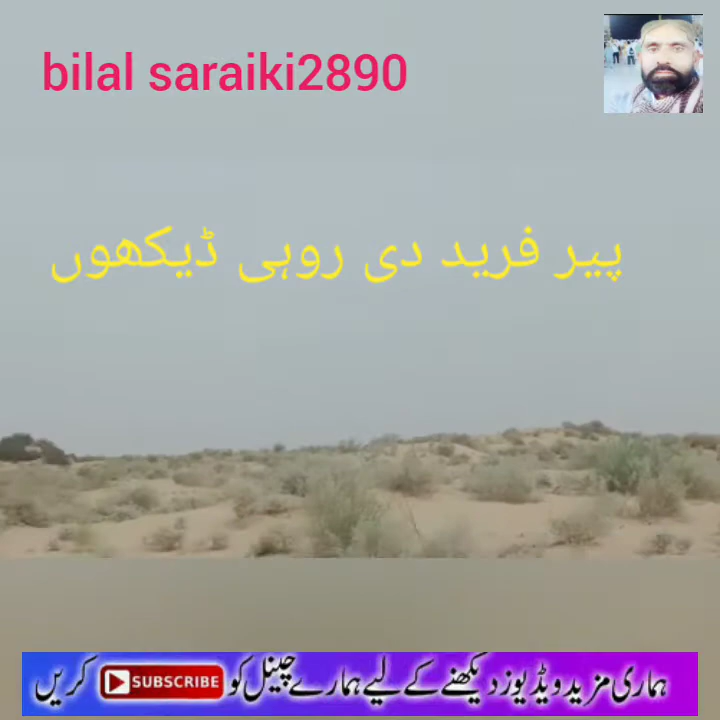 bilal saraiki2890
پیر فرید دی روہی ڈیکھوں
ہماری مزید ویڈیوز دیکھنے کے لیے ہمارے چینل کو SUBSCRIBE کریں